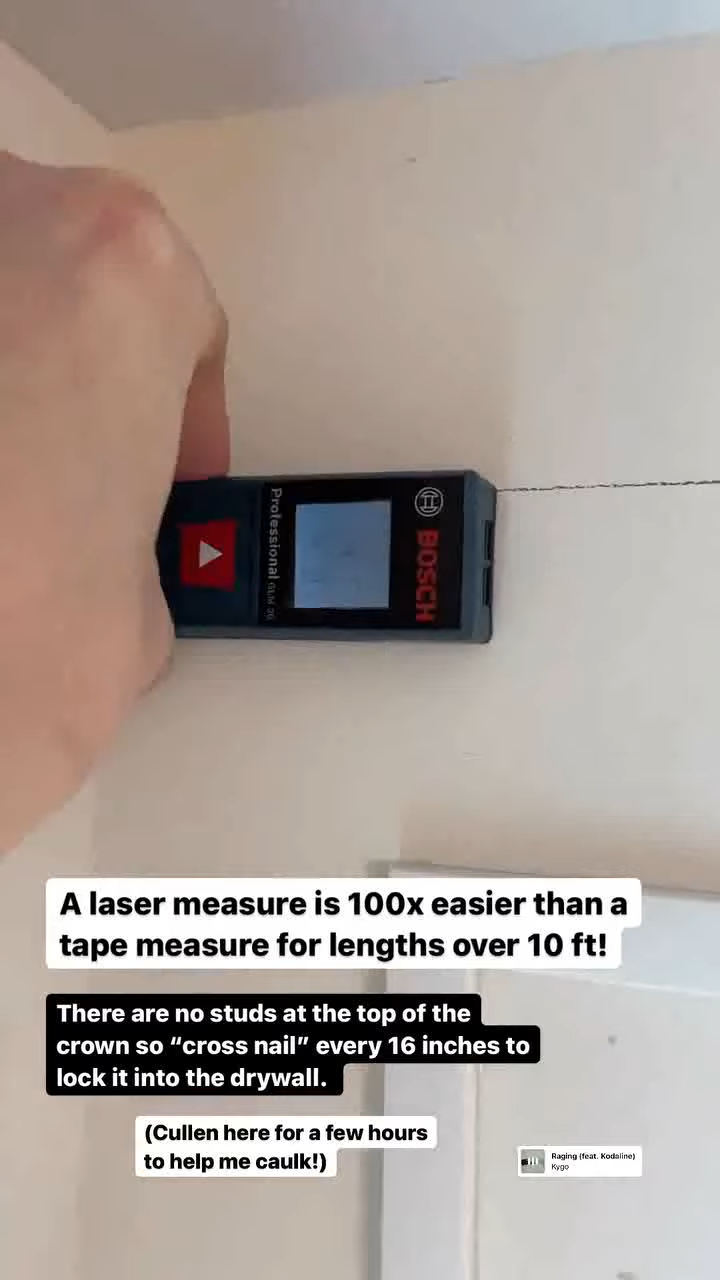 BOSCH
Professional GLM 20
A laser measure is 100x easier than a
tape measure for lengths over 10 ft!
There are no studs at the top of the
crown so “cross nail” every 16 inches to
lock it into the drywall.
(Cullen here for a few hours
to help me caulk!)
Raging (feat. Kodaline)
Kygo